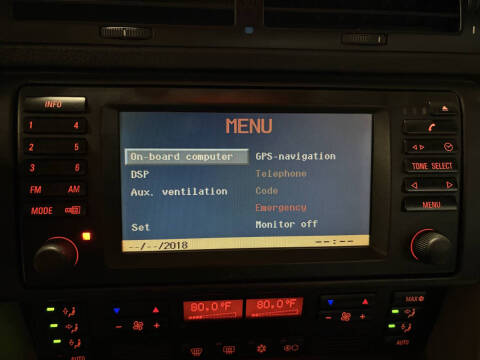 INFO
1 4
2 5
3 6
FM AM
MODE
MENU
On-board computer GPS-navigation
DSP Telephone
Aux. ventilation Code
Emergency
Set Monitor off
--/--/2018 --:--
TONE SELECT
MENU
80.0°F 80.0°F
MAX
AUTO AUTO